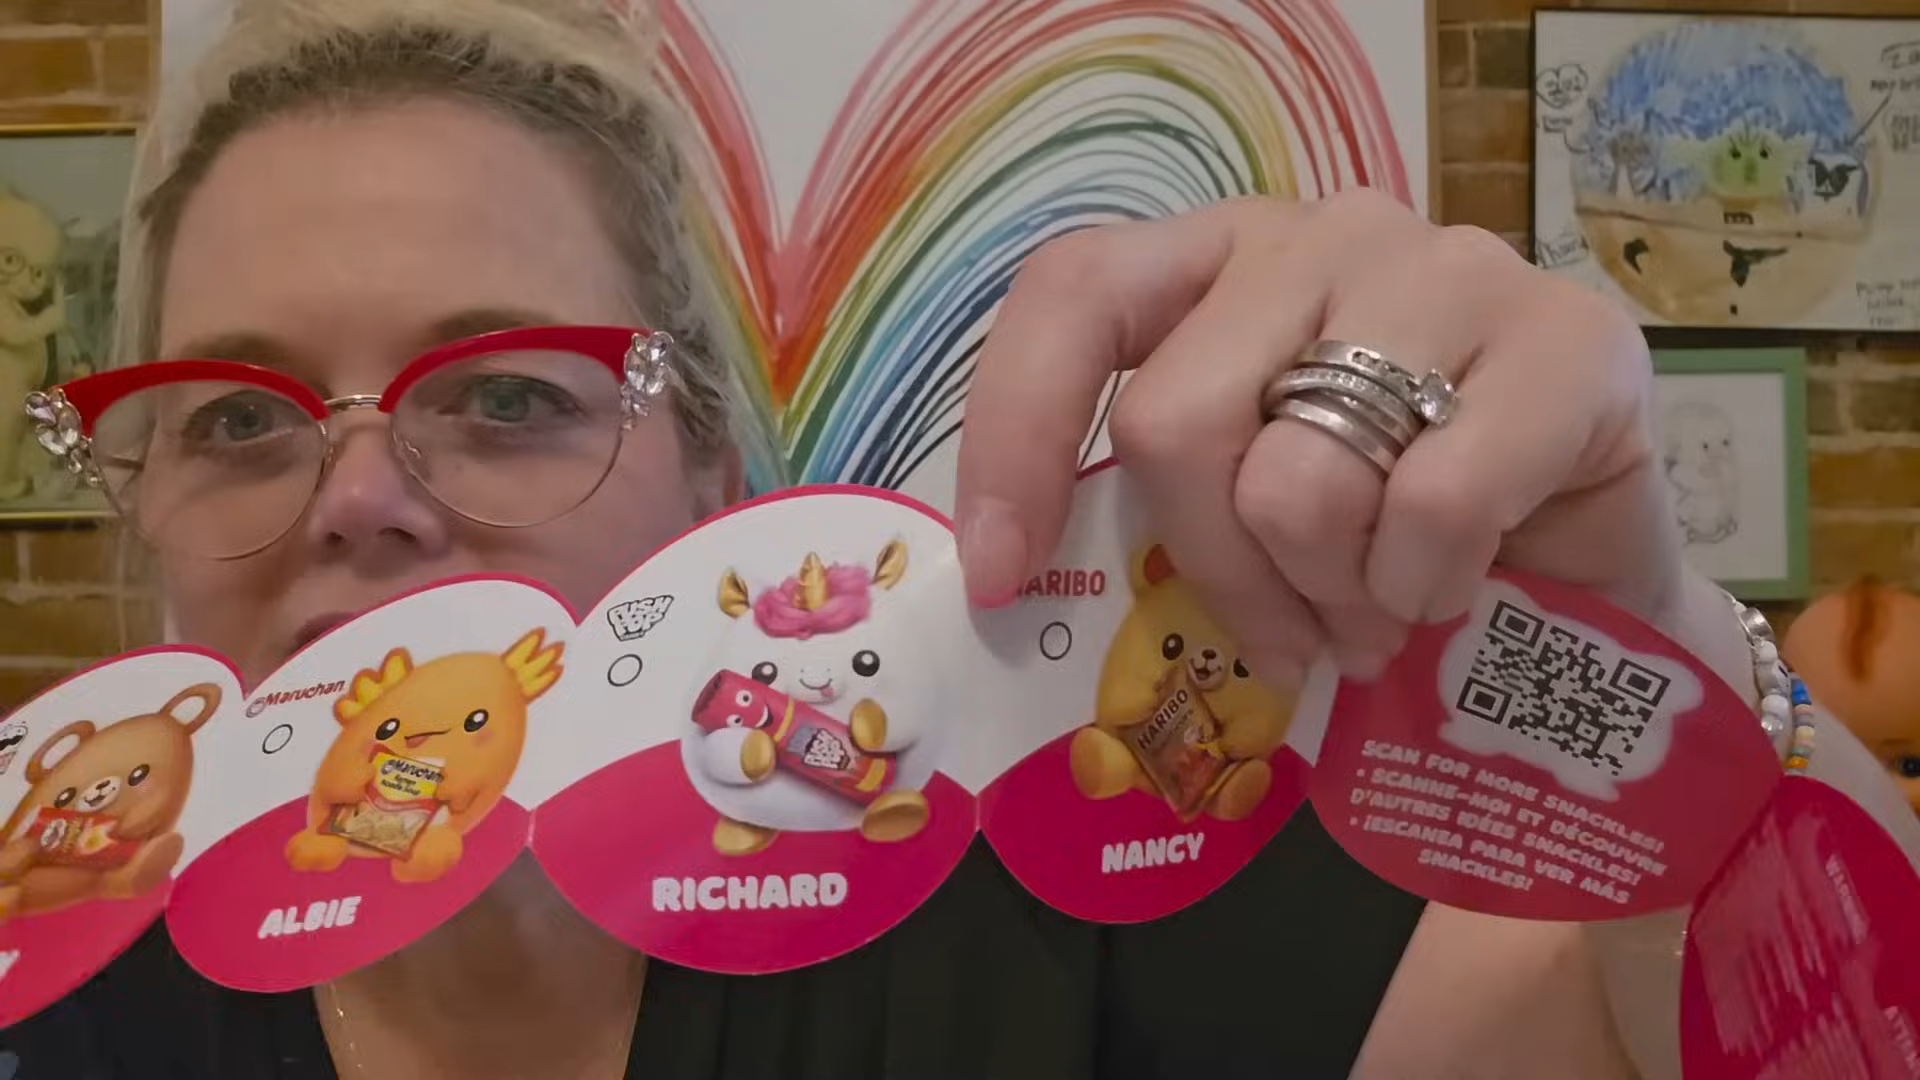 Maruchan
Maruchan
ALBIE
PUSH
POP
RICHARD
HARIBO
HARIBO
NANCY
SCAN FOR MORE SNACKLES!
• SCANNE-MOI ET DÉCOUVRE
D'AUTRES IDÉES SNACKLES!
• ¡ESCANEA PARA VER MÁS
SNACKLES!